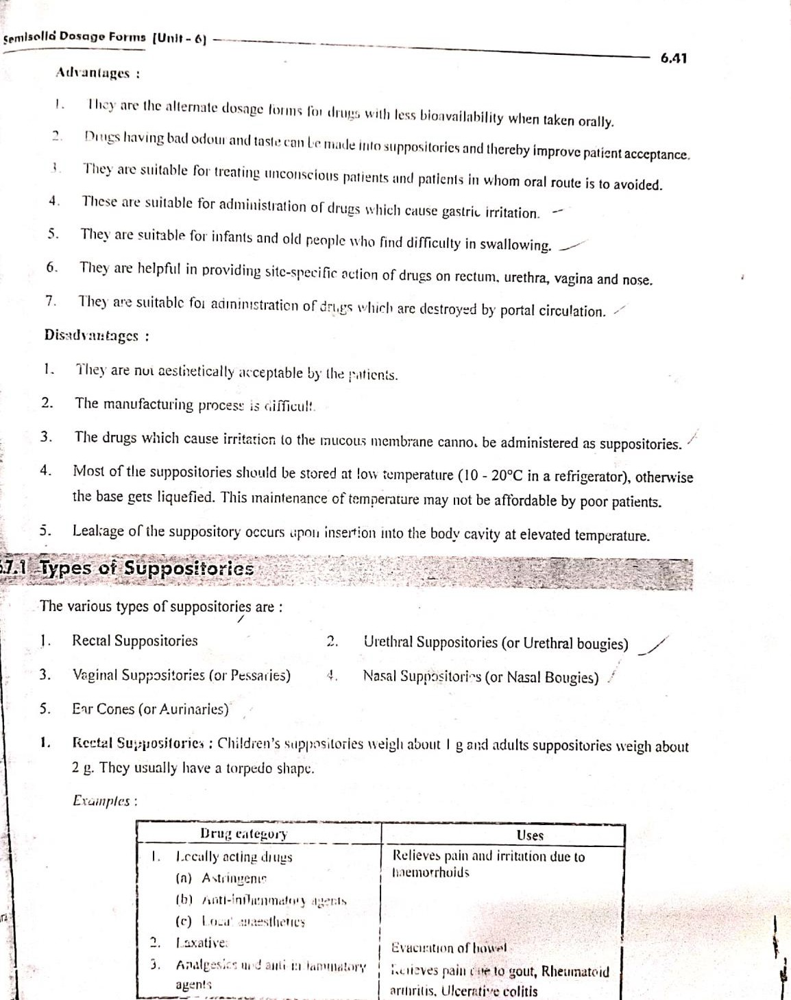 Semisolid Dosage Forms [Unit - 6]
6.41
Advantages :
1. They are the alternate dosage forms for drugs with less bioavailability when taken orally.
2. Drugs having bad odour and taste can be made into suppositories and thereby improve patient acceptance.
3. They are suitable for treating unconscious patients and patients in whom oral route is to avoided.
4. These are suitable for administration of drugs which cause gastric irritation.
5. They are suitable for infants and old people who find difficulty in swallowing.
6. They are helpful in providing site-specific action of drugs on rectum, urethra, vagina and nose.
7. They are suitable for administration of drugs which are destroyed by portal circulation.
Disadvantages :
1. They are not aesthetically acceptable by the patients.
2. The manufacturing process is difficult.
3. The drugs which cause irritation to the mucous membrane cannot be administered as suppositories.
4. Most of the suppositories should be stored at low temperature (10 - 20°C in a refrigerator), otherwise
the base gets liquefied. This maintenance of temperature may not be affordable by poor patients.
5. Leakage of the suppository occurs upon insertion into the body cavity at elevated temperature.
6.7.1 Types of Suppositories
The various types of suppositories are :
1. Rectal Suppositories 2. Urethral Suppositories (or Urethral bougies)
3. Vaginal Suppositories (or Pessaries) 4. Nasal Suppositories (or Nasal Bougies)
5. Ear Cones (or Aurinaries)
1. Rectal Suppositories : Children's suppositories weigh about 1 g and adults suppositories weigh about
2 g. They usually have a torpedo shape.
Examples :
Drug category Uses
1. Locally acting drugs Relieves pain and irritation due to
haemorrhoids
(a) Astringents
(b) Anti-inflammatory agents
(c) Local anaesthetics
2. Laxative Evacuation of bowel
3. Analgesics and anti inflammatory Relieves pain due to gout, Rheumatoid
agents arthritis, Ulcerative colitis